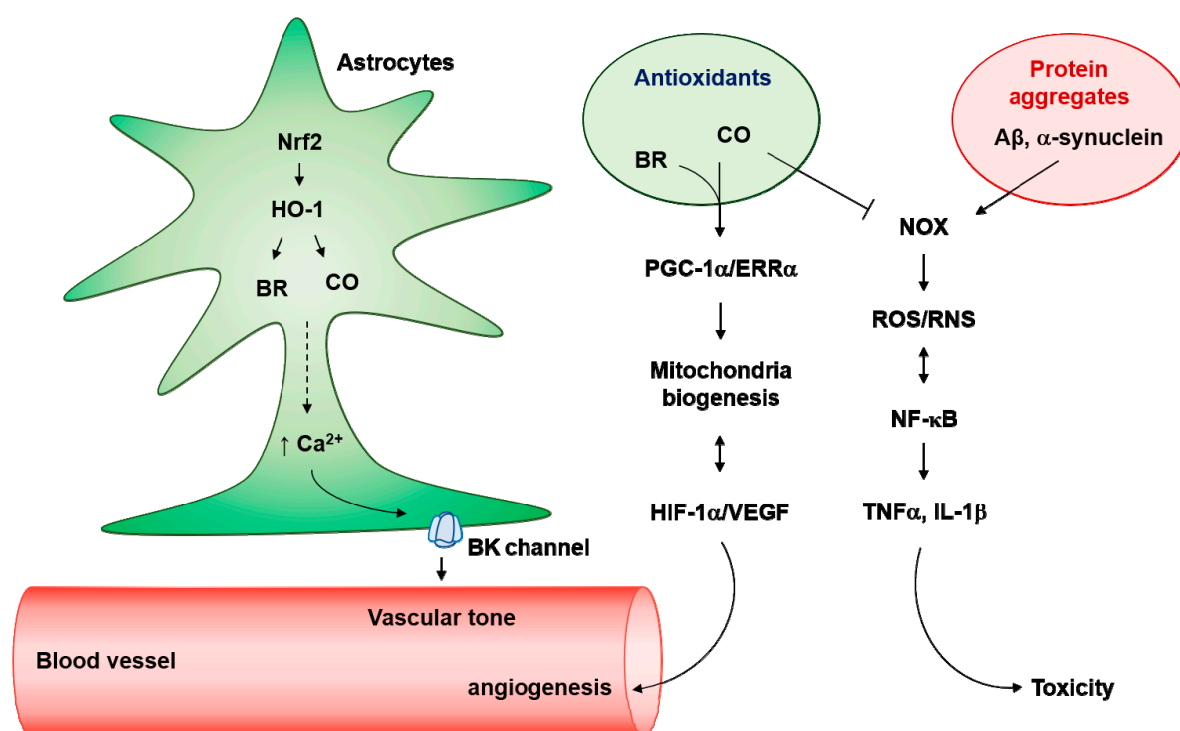 Astrocytes
Nrf2
HO-1
BR
CO
↑ Ca²⁺
BK channel
Vascular tone
Blood vessel
angiogenesis
Antioxidants
CO
BR
PGC-1α/ERRα
Mitochondria
biogenesis
HIF-1α/VEGF
Protein
aggregates
Aβ, α-synuclein
NOX
ROS/RNS
NF-κB
TNFα, IL-1β
Toxicity